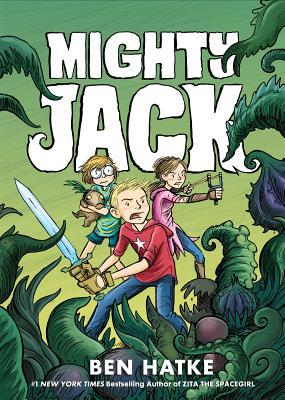 MIGHTY
JACK
BEN HATKE
#1 NEW YORK TIMES Bestselling Author of ZITA THE SPACEGIRL